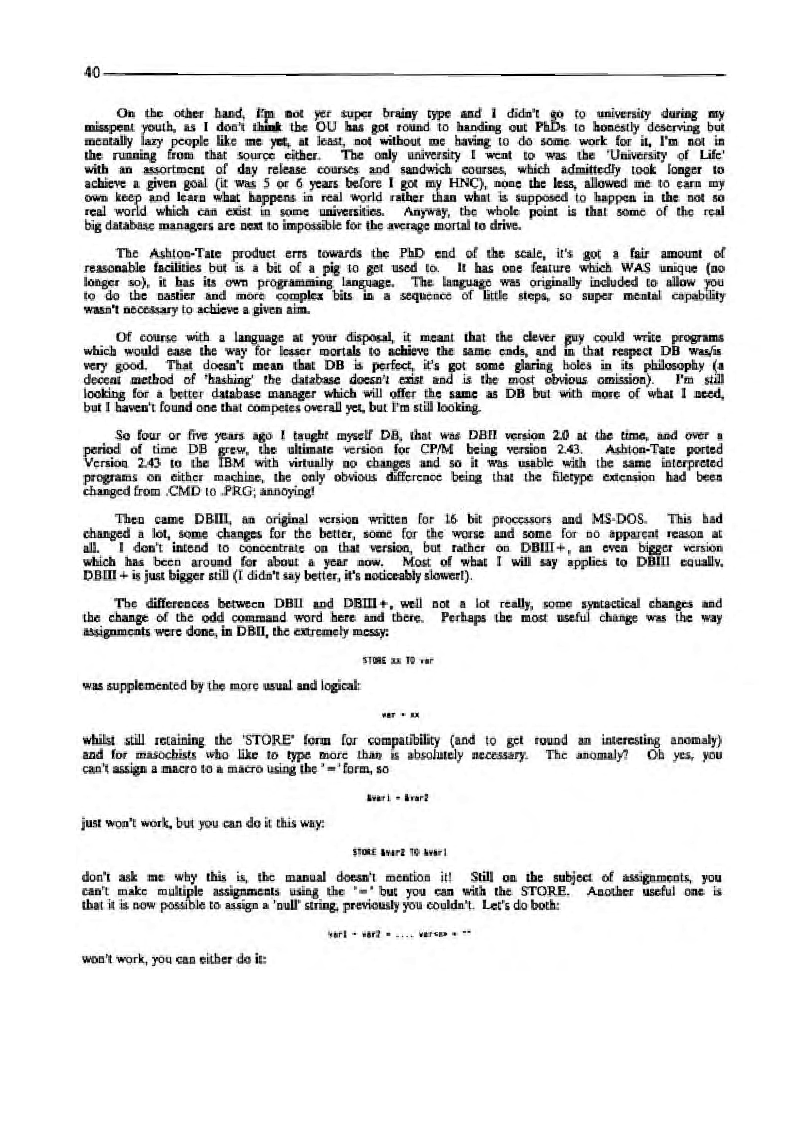 40
On the other hand, I'm not yer super brainy type and I didn't go to university during my
misspent youth, as I don't think the OU has got round to handing out PhDs to honestly deserving but
mentally lazy people like me yet, at least, not without me having to do some work for it, I'm not in
the running from that source either. The only university I went to was the 'University of Life'
with an assortment of day release courses and sandwich courses, which admittedly took longer to
achieve a given goal (it was 5 or 6 years before I got my HNC), none the less, allowed me to earn my
own keep and learn what happens in real world rather than what is supposed to happen in the not so
real world which can exist in some universities. Anyway, the whole point is that some of the real
big database managers are next to impossible for the average mortal to drive.
The Ashton-Tate product errs towards the PhD end of the scale, it's got a fair amount of
reasonable facilities but is a bit of a pig to get used to. It has one feature which WAS unique (no
longer so), it has its own programming language. The language was originally included to allow you
to do the nastier and more complex bits in a sequence of little steps, so super mental capability
wasn't necessary to achieve a given aim.
Of course with a language at your disposal, it meant that the clever guy could write programs
which would ease the way for lesser mortals to achieve the same ends, and in that respect DB was/is
very good. That doesn't mean that DB is perfect, it's got some glaring holes in its philosophy (a
decent method of 'hashing' the database doesn't exist and is the most obvious omission). I'm still
looking for a better database manager which will offer the same as DB but with more of what I need,
but I haven't found one that competes overall yet, but I'm still looking.
So four or five years ago I taught myself DB, that was DBII version 2.0 at the time, and over a
period of time DB grew, the ultimate version for CP/M being version 2.43. Ashton-Tate ported
Version 2.43 to the IBM with virtually no changes and so it was usable with the same interpreted
programs on either machine, the only obvious difference being that the filetype extension had been
changed from .CMD to .PRG; annoying!
Then came DBIII, an original version written for 16 bit processors and MS-DOS. This had
changed a lot, some changes for the better, some for the worse and some for no apparent reason at
all. I don't intend to concentrate on that version, but rather on DBIII+, an even bigger version
which has been around for about a year now. Most of what I will say applies to DBIII equally.
DBIII+ is just bigger still (I didn't say better, it's noticeably slower!).
The differences between DBII and DBIII+, well not a lot really, some syntactical changes and
the change of the odd command word here and there. Perhaps the most useful change was the way
assignments were done, in DBII, the extremely messy:
STORE xx TO var
was supplemented by the more usual and logical:
var = xx
whilst still retaining the 'STORE' form for compatibility (and to get round an interesting anomaly)
and for masochists who like to type more than is absolutely necessary. The anomaly? Oh yes, you
can't assign a macro to a macro using the '=' form, so
&var1 = &var2
just won't work, but you can do it this way:
STORE &var2 TO &var1
don't ask me why this is, the manual doesn't mention it! Still on the subject of assignments, you
can't make multiple assignments using the '=' but you can with the STORE. Another useful one is
that it is now possible to assign a 'null' string, previously you couldn't. Let's do both:
var1 = var2 = .... var<n> = ""
won't work, you can either do it: